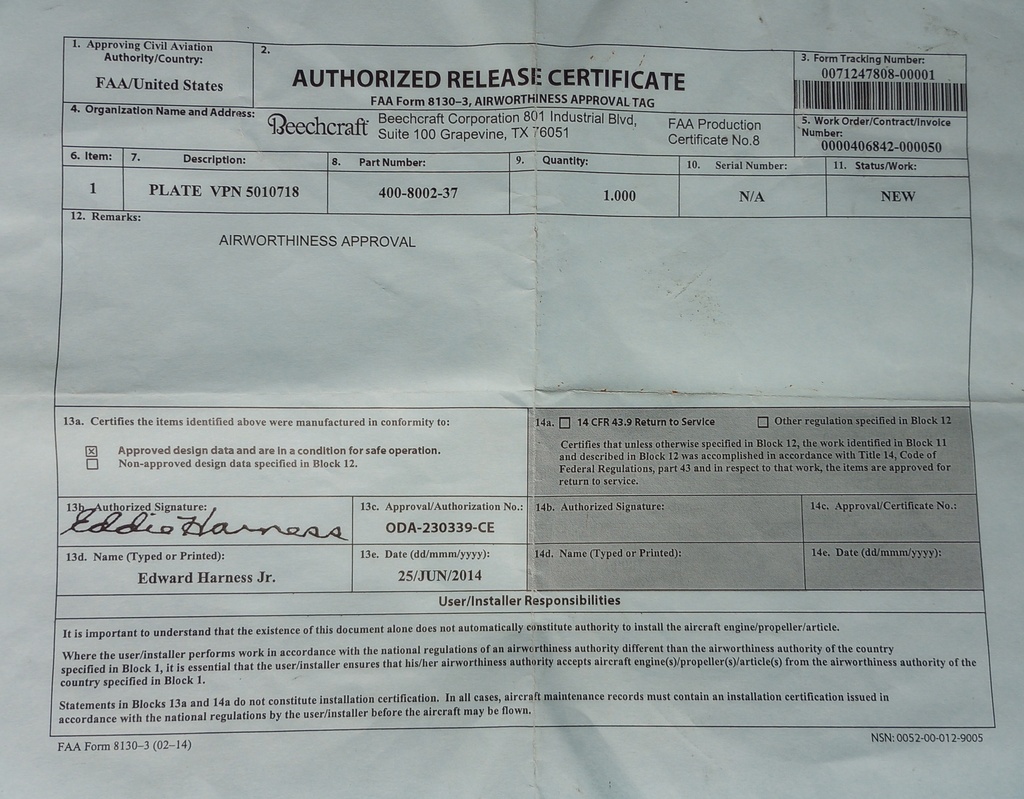 1. Approving Civil Aviation
Authority/Country:
FAA/United States
2.
AUTHORIZED RELEASE CERTIFICATE
FAA Form 8130–3, AIRWORTHINESS APPROVAL TAG
3. Form Tracking Number:
0071247808-00001
4. Organization Name and Address:
Beechcraft
Beechcraft Corporation 801 Industrial Blvd,
Suite 100 Grapevine, TX 76051
FAA Production
Certificate No.8
5. Work Order/Contract/Invoice
Number:
0000406842-000050
6. Item:
1
7. Description:
PLATE VPN 5010718
8. Part Number:
400-8002-37
9. Quantity:
1.000
10. Serial Number:
N/A
11. Status/Work:
NEW
12. Remarks:
AIRWORTHINESS APPROVAL
13a. Certifies the items identified above were manufactured in conformity to:
☒ Approved design data and are in a condition for safe operation.
☐ Non-approved design data specified in Block 12.
14a. ☐ 14 CFR 43.9 Return to Service ☐ Other regulation specified in Block 12
Certifies that unless otherwise specified in Block 12, the work identified in Block 11
and described in Block 12 was accomplished in accordance with Title 14, Code of
Federal Regulations, part 43 and in respect to that work, the items are approved for
return to service.
13b. Authorized Signature:
Eddie Harness
13c. Approval/Authorization No.:
ODA-230339-CE
14b. Authorized Signature:
14c. Approval/Certificate No.:
13d. Name (Typed or Printed):
Edward Harness Jr.
13e. Date (dd/mmm/yyyy):
25/JUN/2014
14d. Name (Typed or Printed):
14e. Date (dd/mmm/yyyy):
User/Installer Responsibilities
It is important to understand that the existence of this document alone does not automatically constitute authority to install the aircraft engine/propeller/article.
Where the user/installer performs work in accordance with the national regulations of an airworthiness authority different than the airworthiness authority of the country
specified in Block 1, it is essential that the user/installer ensures that his/her airworthiness authority accepts aircraft engine(s)/propeller(s)/article(s) from the airworthiness authority of the
country specified in Block 1.
Statements in Blocks 13a and 14a do not constitute installation certification. In all cases, aircraft maintenance records must contain an installation certification issued in
accordance with the national regulations by the user/installer before the aircraft may be flown.
FAA Form 8130–3 (02–14)
NSN: 0052-00-012-9005